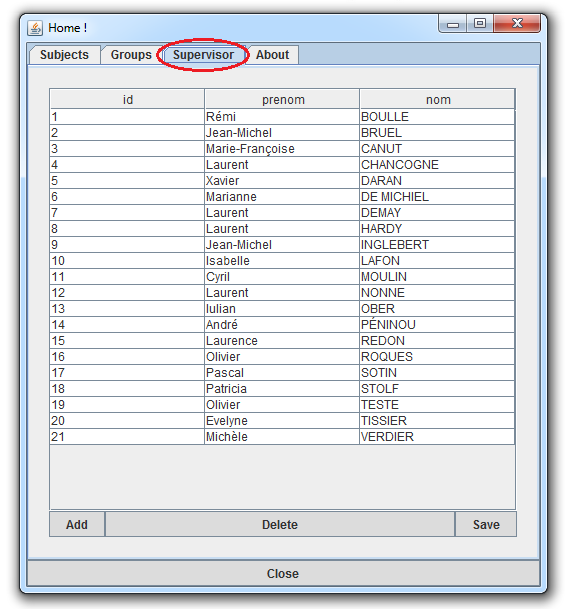 Home !
Subjects Groups Supervisor About
id prenom nom
1 Rémi BOULLE
2 Jean-Michel BRUEL
3 Marie-Françoise CANUT
4 Laurent CHANCOGNE
5 Xavier DARAN
6 Marianne DE MICHIEL
7 Laurent DEMAY
8 Laurent HARDY
9 Jean-Michel INGLEBERT
10 Isabelle LAFON
11 Cyril MOULIN
12 Laurent NONNE
13 Iulian OBER
14 André PÉNINOU
15 Laurence REDON
16 Olivier ROQUES
17 Pascal SOTIN
18 Patricia STOLF
19 Olivier TESTE
20 Evelyne TISSIER
21 Michèle VERDIER
Add Delete Save
Close